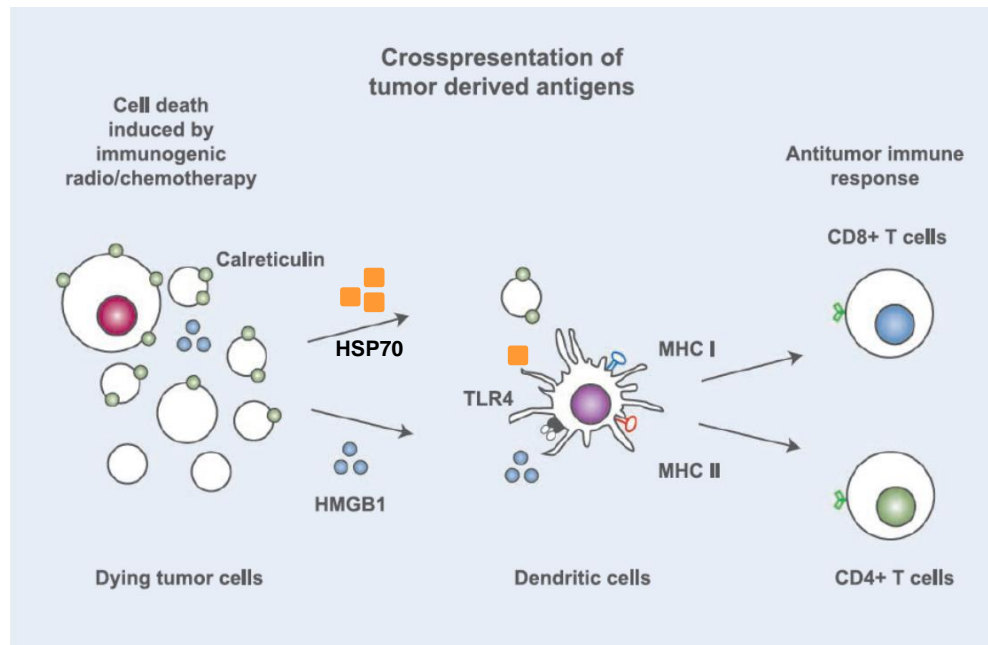 Crosspresentation of
tumor derived antigens
Cell death
induced by
immunogenic
radio/chemotherapy
Antitumor immune
response
CD8+ T cells
Calreticulin
HSP70
MHC I
TLR4
MHC II
HMGB1
Dying tumor cells
Dendritic cells
CD4+ T cells